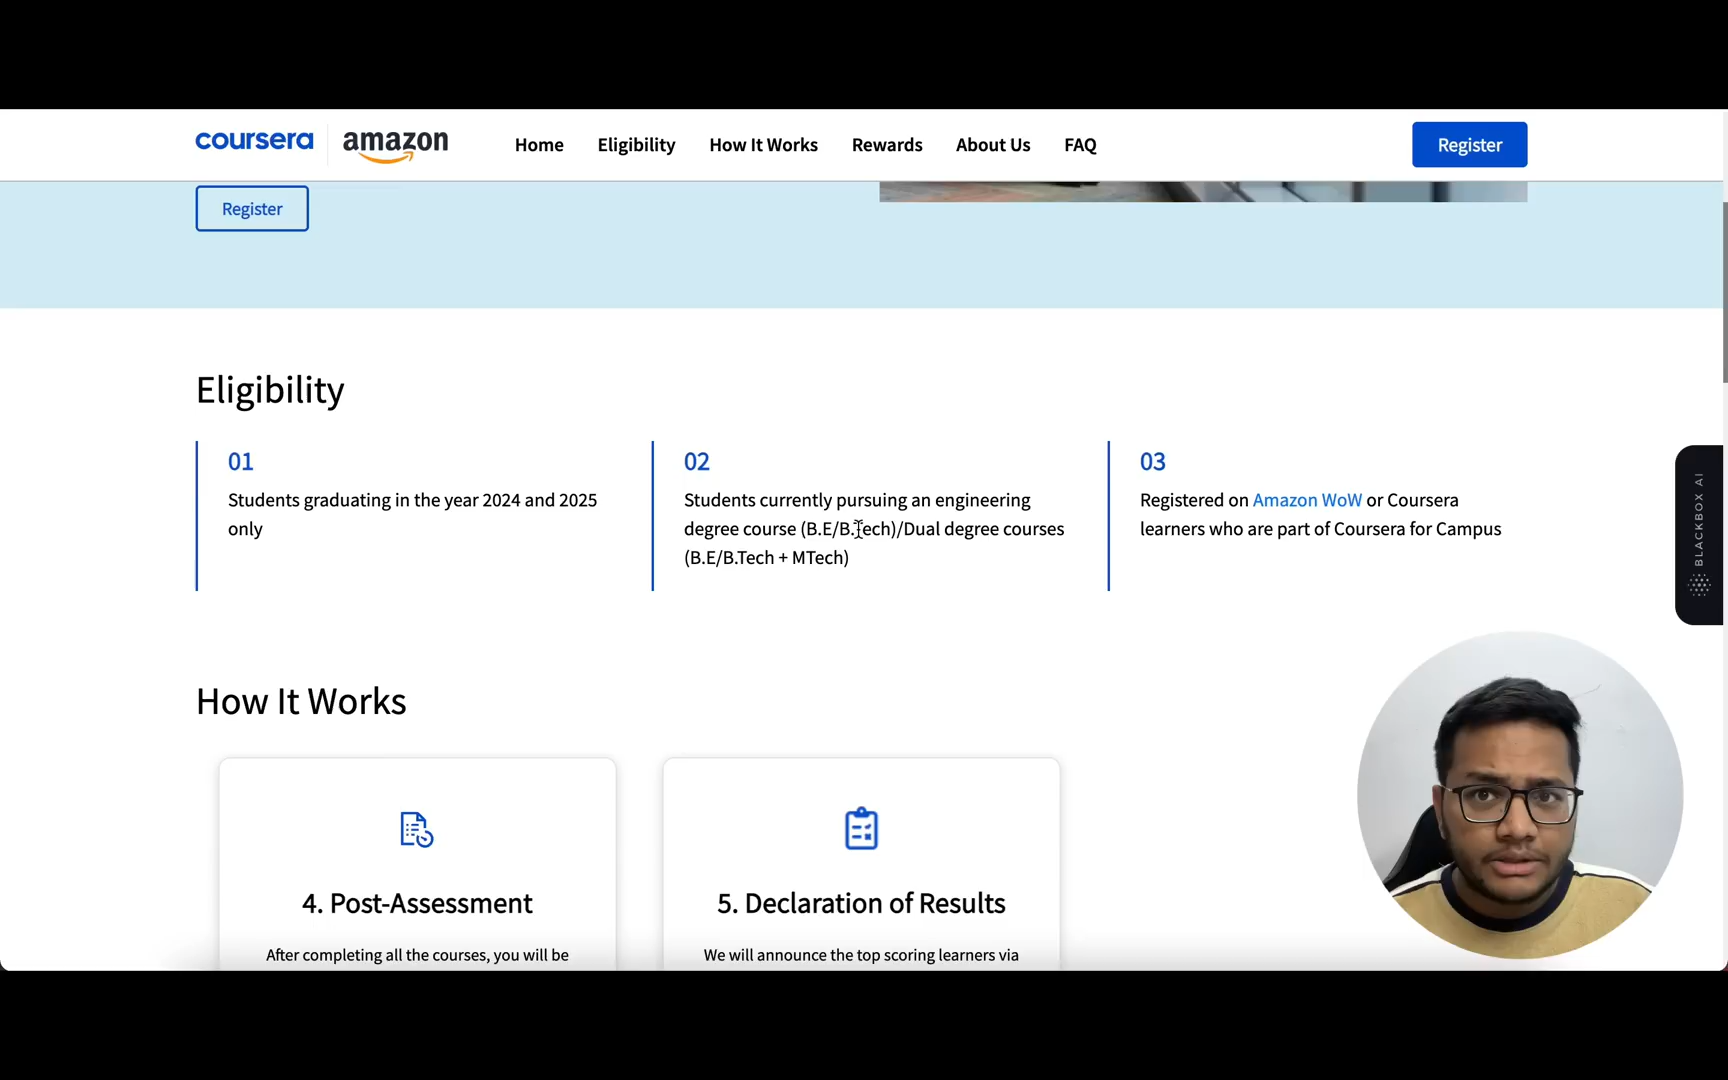 coursera
amazon
Home Eligibility How It Works Rewards About Us FAQ
Register
Register
Eligibility
01
Students graduating in the year 2024 and 2025
only
02
Students currently pursuing an engineering
degree course (B.E/B.Tech)/Dual degree courses
(B.E/B.Tech + MTech)
03
Registered on Amazon WoW or Coursera
learners who are part of Coursera for Campus
BLACKBOX AI
How It Works
4. Post-Assessment
After completing all the courses, you will be
5. Declaration of Results
We will announce the top scoring learners via